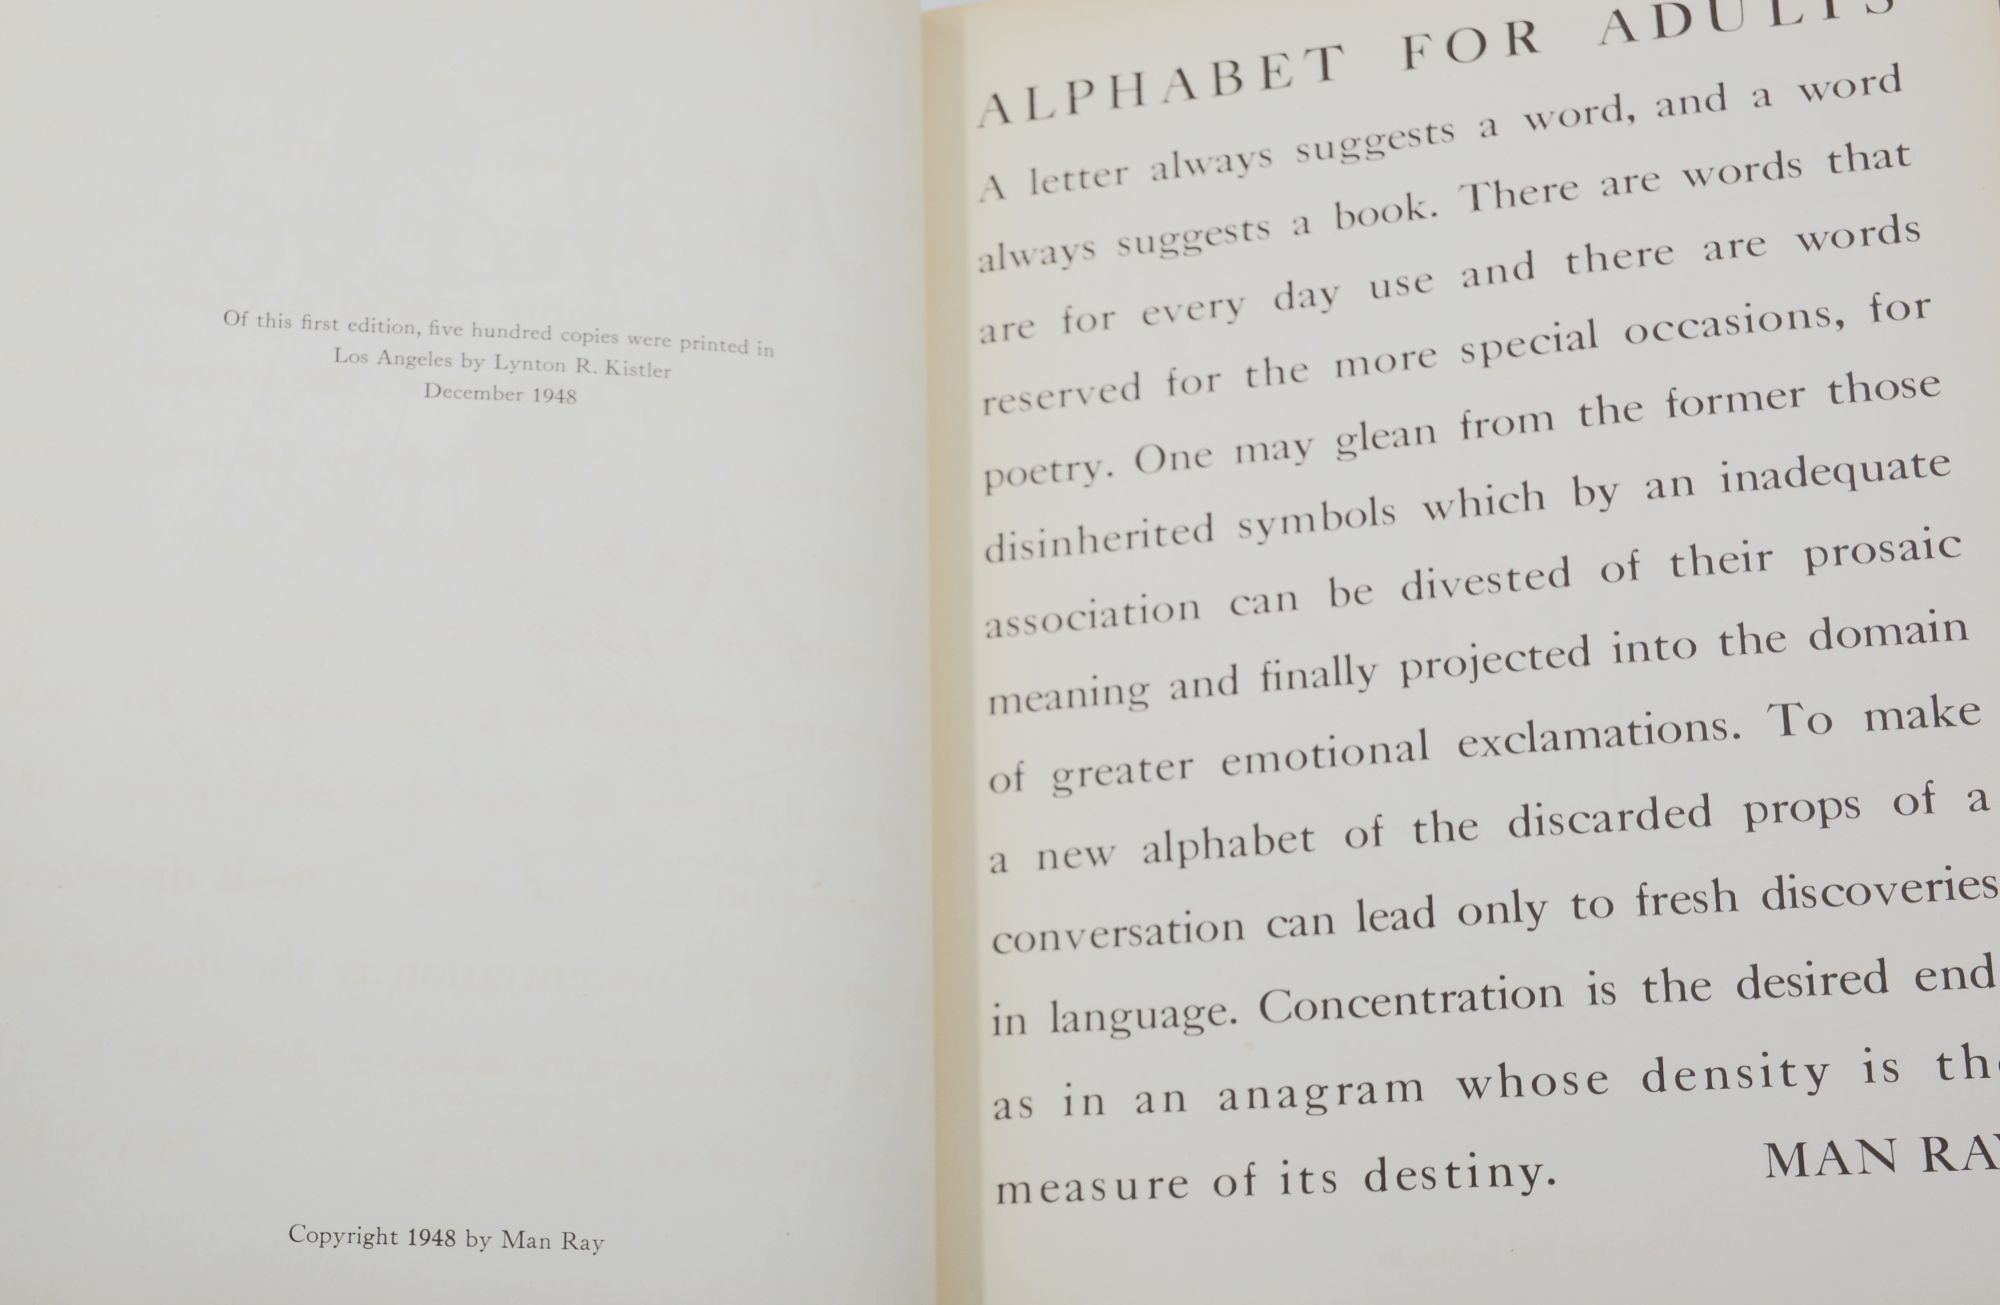 Of this first edition, five hundred copies were printed in
Los Angeles by Lynton R. Kistler
December 1948
Copyright 1948 by Man Ray
ALPHABET FOR ADULTS
A letter always suggests a word, and a word
always suggests a book. There are words that
are for every day use and there are words
reserved for the more special occasions, for
poetry. One may glean from the former those
disinherited symbols which by an inadequate
association can be divested of their prosaic
meaning and finally projected into the domain
of greater emotional exclamations. To make
a new alphabet of the discarded props of a
conversation can lead only to fresh discoveries
in language. Concentration is the desired end,
as in an anagram whose density is the
measure of its destiny. MAN RAY